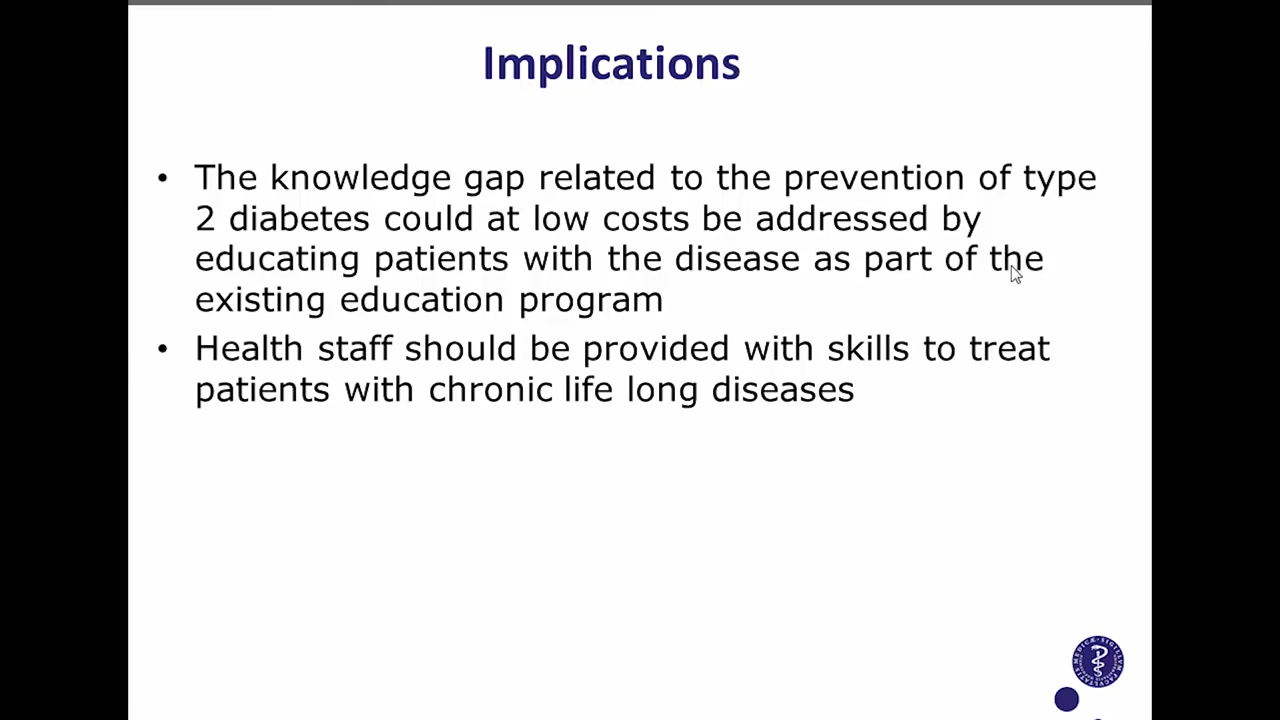 Implications
• The knowledge gap related to the prevention of type
2 diabetes could at low costs be addressed by
educating patients with the disease as part of the
existing education program
• Health staff should be provided with skills to treat
patients with chronic life long diseases